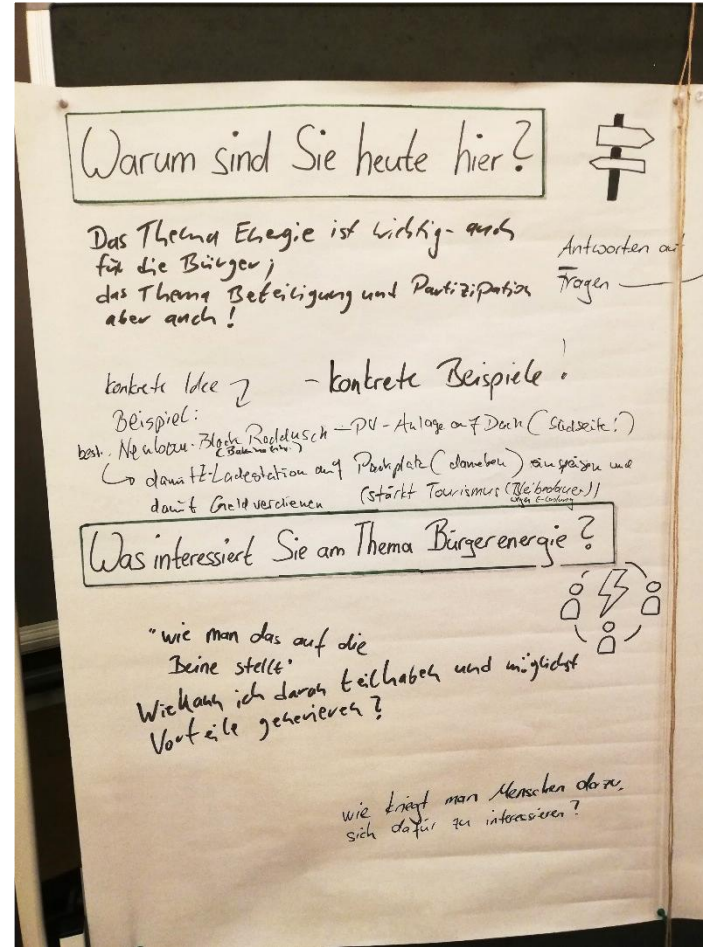 Warum sind Sie heute hier?
Das Thema Energie ist wichtig - auch
für die Bürger;
das Thema Beteiligung und Partizipation
aber auch!
Antworten auf
Fragen
konkrete Idee
- konkrete Beispiele!
Beispiel:
best. Neubau-Block Raddusch - PV-Anlage auf Dach (Südseite!)
damit E-Ladestation auf Parkplatz (daneben) einspeisen und
damit Geld verdienen (stärkt Tourismus
Was interessiert Sie am Thema Bürgerenergie?
"wie man das auf die
Beine stellt"
Wie kann ich daran teilhaben und möglichst
Vorteile generieren?
wie kriegt man Menschen dazu,
sich dafür zu interessieren?